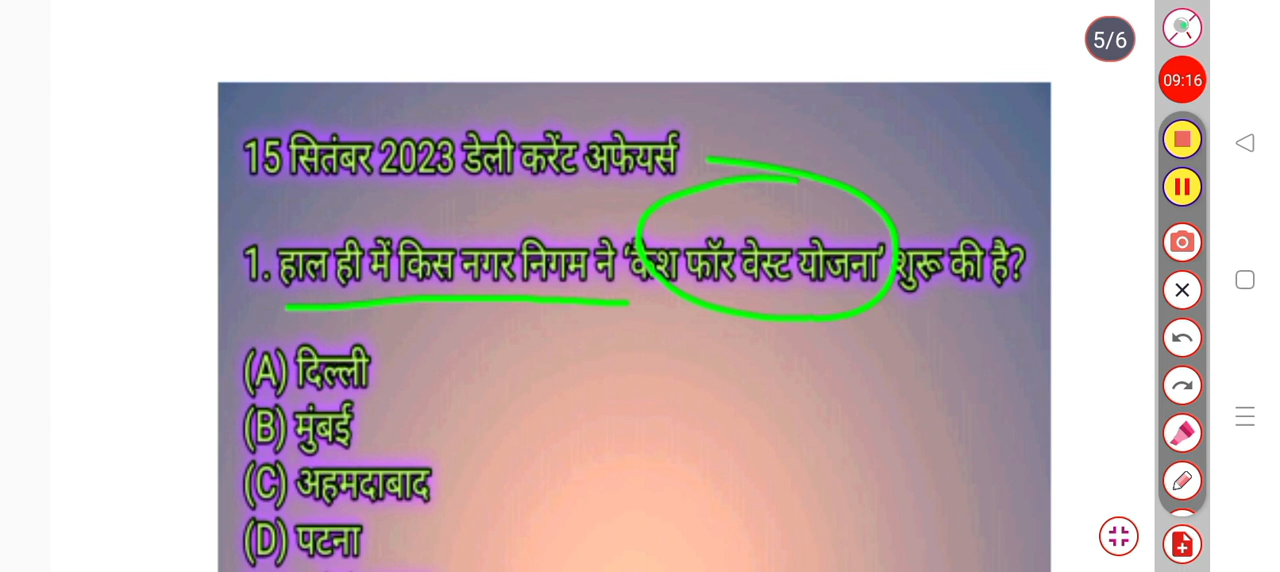 5/6
09:16
15 सितंबर 2023 डेली करेंट अफेयर्स
1. हाल ही में किस नगर निगम ने 'कैश फॉर वेस्ट योजना' शुरू की है?
(A) दिल्ली
(B) मुंबई
(C) अहमदाबाद
(D) पटना